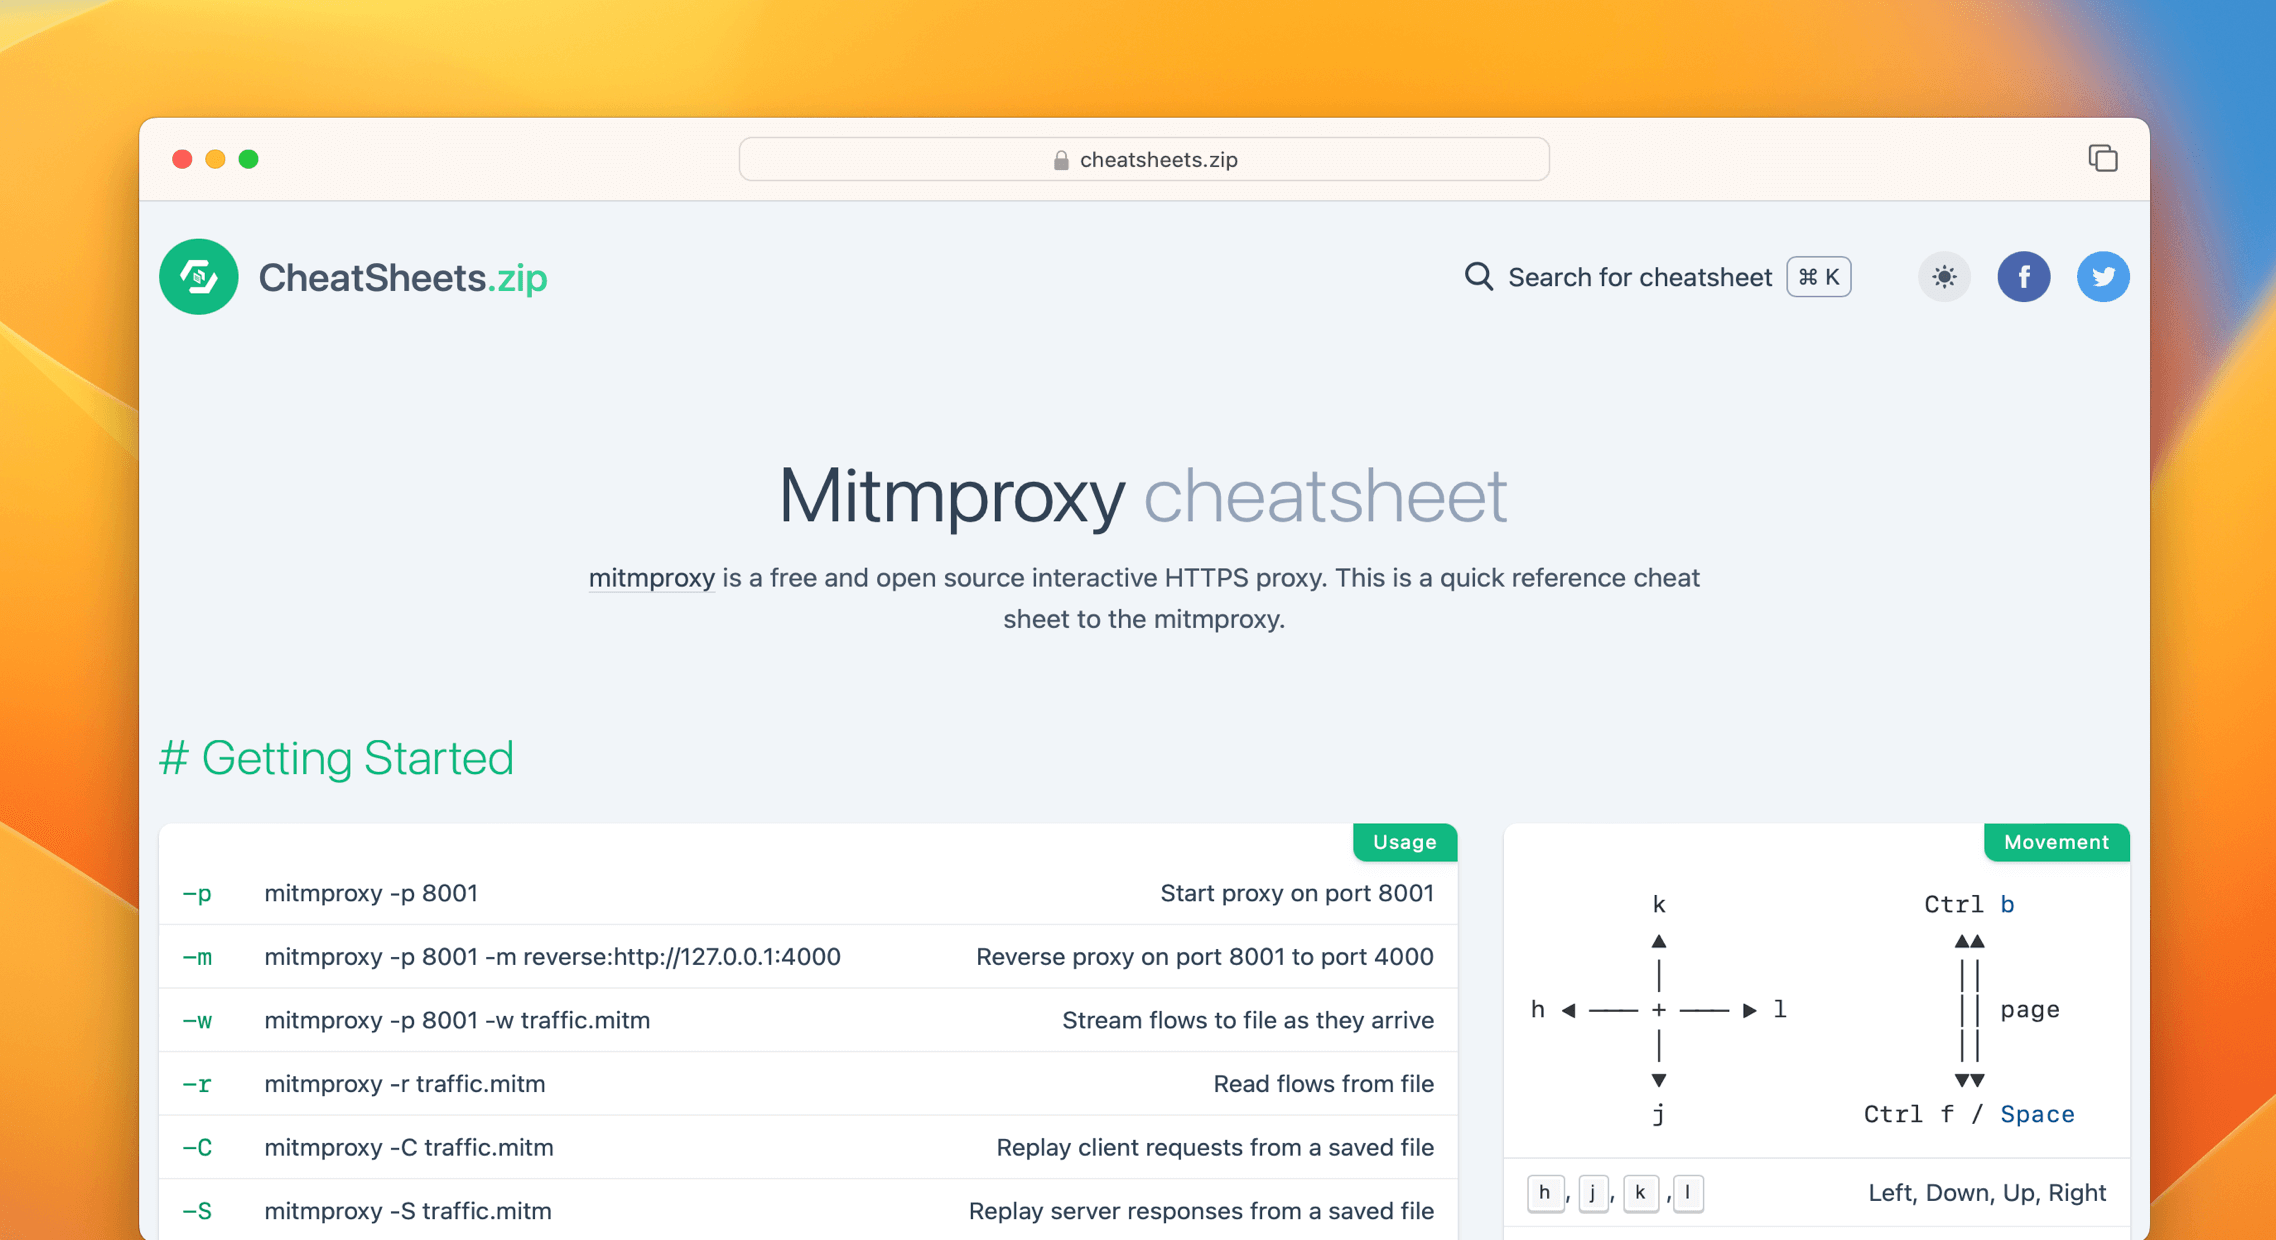 cheatsheets.zip
CheatSheets.zip
Search for cheatsheet ⌘ K
Mitmproxy cheatsheet
mitmproxy is a free and open source interactive HTTPS proxy. This is a quick reference cheat
sheet to the mitmproxy.
# Getting Started
Usage
-p mitmproxy -p 8001 Start proxy on port 8001
-m mitmproxy -p 8001 -m reverse:http://127.0.0.1:4000 Reverse proxy on port 8001 to port 4000
-w mitmproxy -p 8001 -w traffic.mitm Stream flows to file as they arrive
-r mitmproxy -r traffic.mitm Read flows from file
-C mitmproxy -C traffic.mitm Replay client requests from a saved file
-S mitmproxy -S traffic.mitm Replay server responses from a saved file
Movement
k Ctrl b
▲ ▲▲
│ ││
h ◀ ── + ── ▶ l ││ page
│ ││
▼ ▼▼
j Ctrl f / Space
h, j, k ,l Left, Down, Up, Right